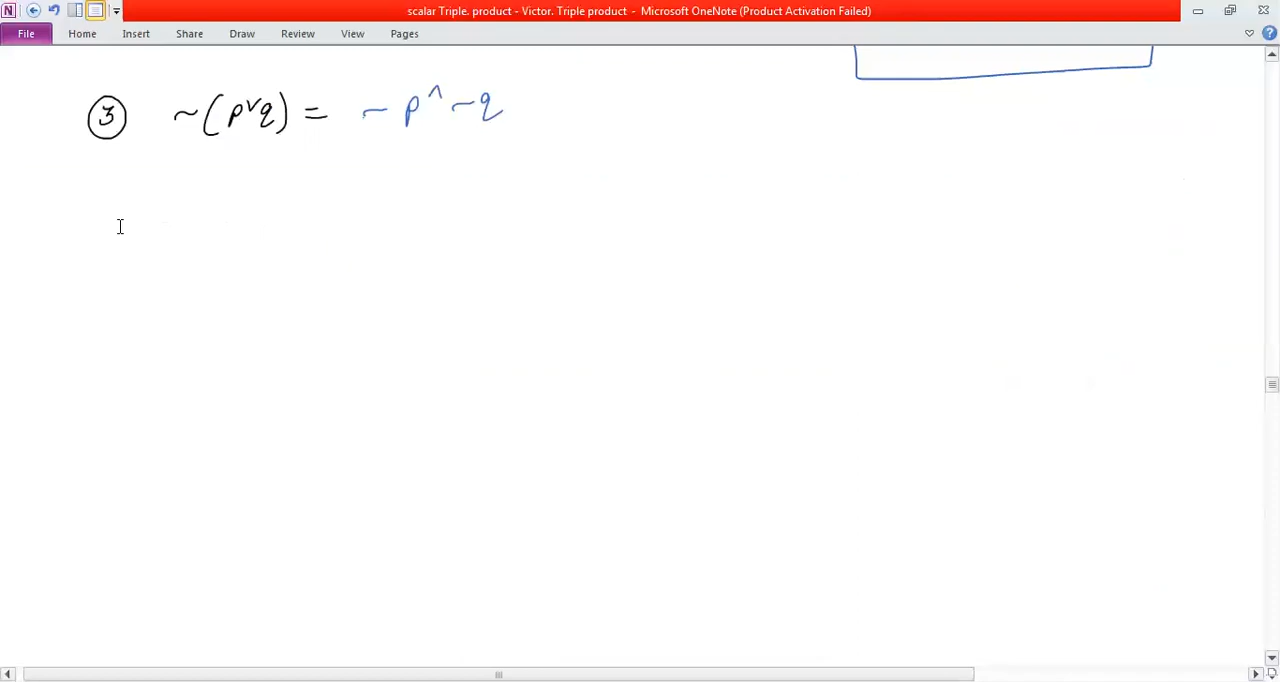 scalar Triple. product - Victor. Triple product - Microsoft OneNote (Product Activation Failed)
File Home Insert Share Draw Review View Pages
③ ~(p∨q) = ~p ∧ ~q